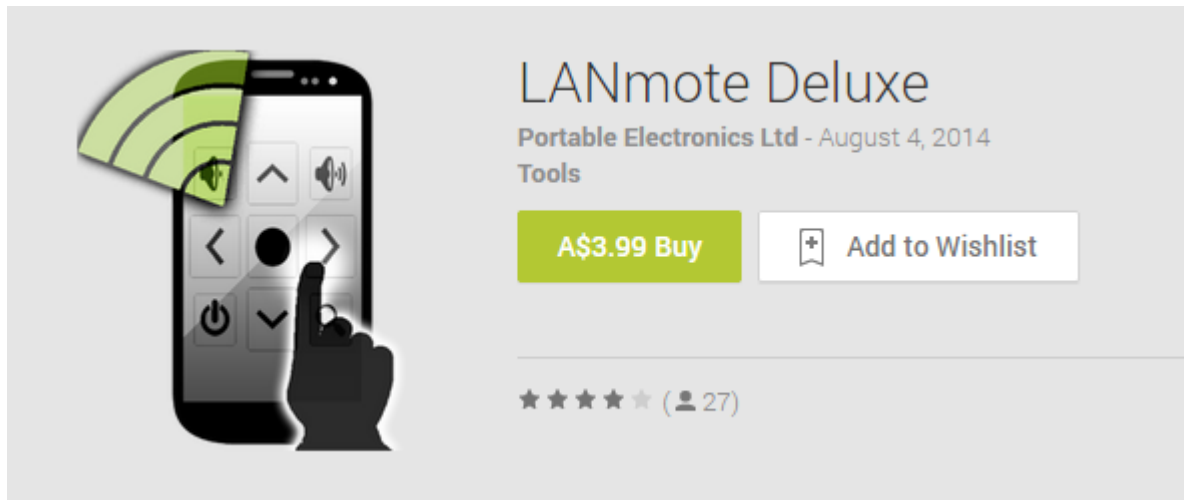 LANmote Deluxe
Portable Electronics Ltd - August 4, 2014
Tools
A$3.99 Buy
Add to Wishlist
(27)